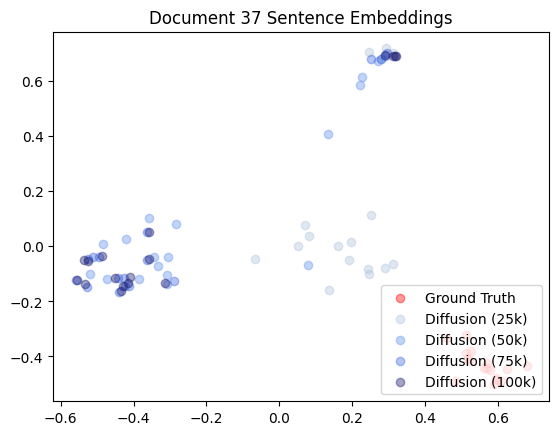 Document 37 Sentence Embeddings
0.6
0.4
0.2
0.0
−0.2
−0.4
Ground Truth
Diffusion (25k)
Diffusion (50k)
Diffusion (75k)
Diffusion (100k)
−0.6 −0.4 −0.2 0.0 0.2 0.4 0.6